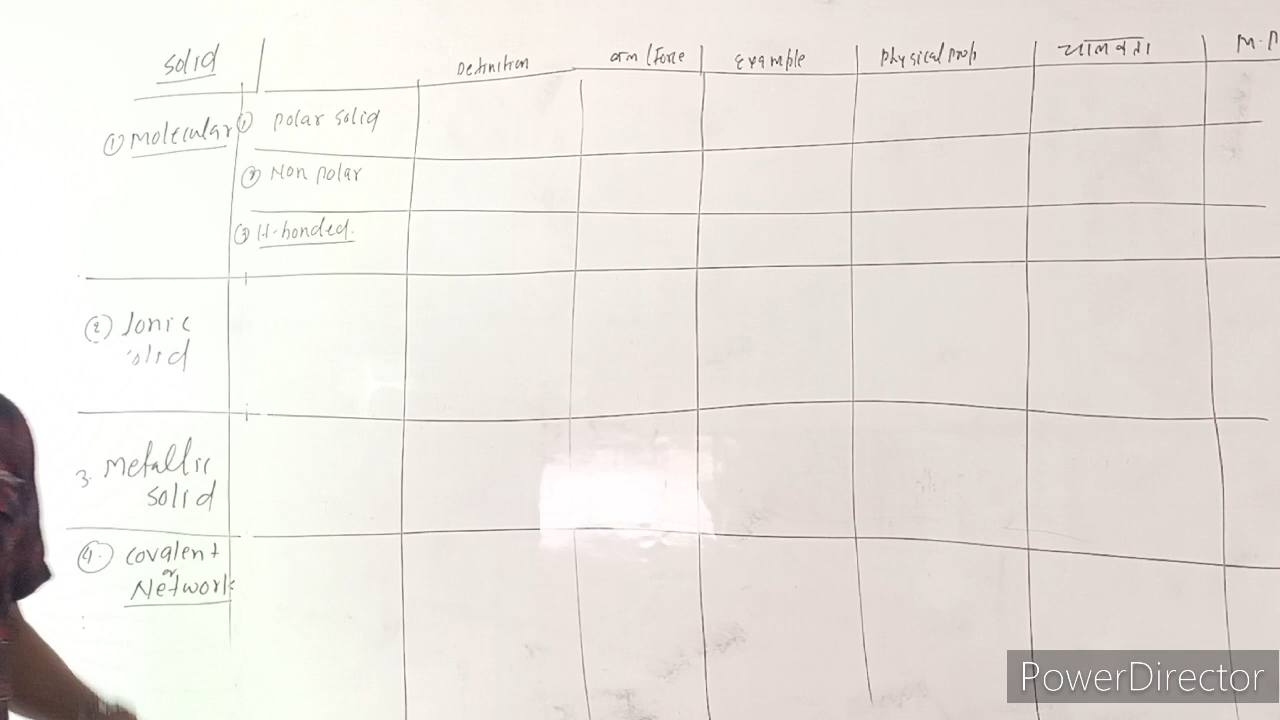 solid
Definition
बल / Force
Example
Physical Prop
चालकता
M.P
① Molecular
① Polar solid
② Non polar
③ H-bonded.
② Ionic
solid
3. Metallic
solid
④. Covalent
or
Network
PowerDirector